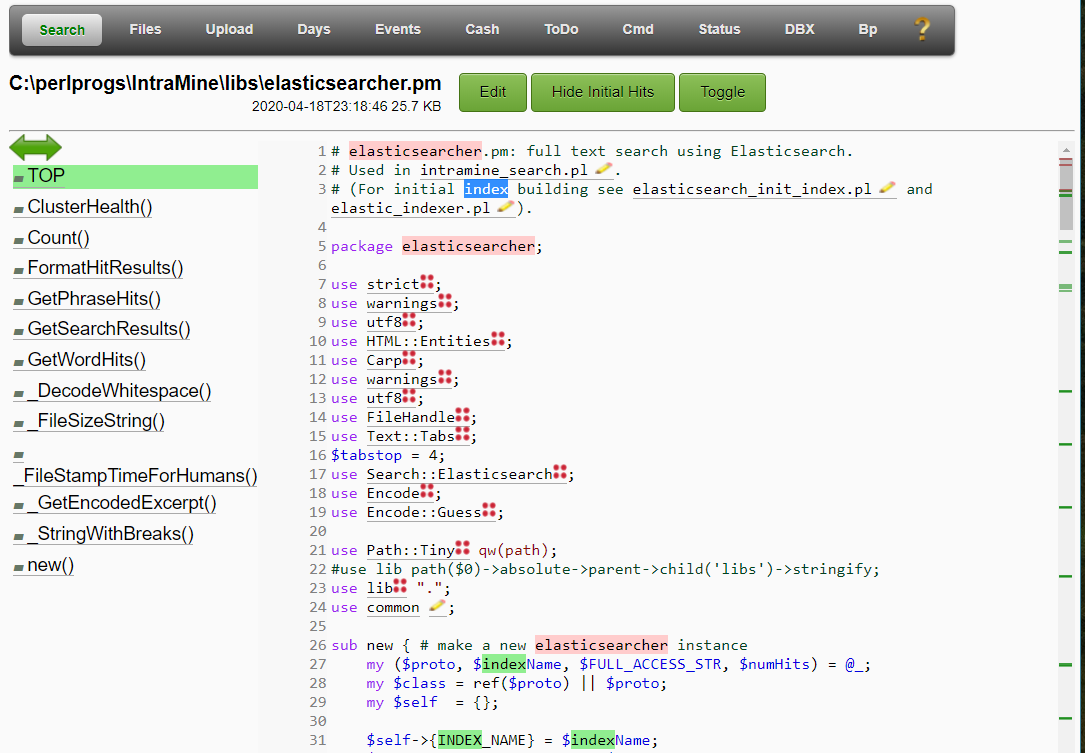 Search Files Upload Days Events Cash ToDo Cmd Status DBX Bp ?
C:\perlprogs\IntraMine\libs\elasticsearcher.pm
2020-04-18T23:18:46 25.7 KB
Edit Hide Initial Hits Toggle
TOP
ClusterHealth()
Count()
FormatHitResults()
GetPhraseHits()
GetSearchResults()
GetWordHits()
_DecodeWhitespace()
_FileSizeString()
_FileStampTimeForHumans()
_GetEncodedExcerpt()
_StringWithBreaks()
new()
1 # elasticsearcher.pm: full text search using Elasticsearch.
2 # Used in intramine_search.pl .
3 # (For initial index building see elasticsearch_init_index.pl and
elastic_indexer.pl ).
4
5 package elasticsearcher;
6
7 use strict;
8 use warnings;
9 use utf8;
10 use HTML::Entities;
11 use Carp;
12 use warnings;
13 use utf8;
14 use FileHandle;
15 use Text::Tabs;
16 $tabstop = 4;
17 use Search::Elasticsearch;
18 use Encode;
19 use Encode::Guess;
20
21 use Path::Tiny qw(path);
22 #use lib path($0)->absolute->parent->child('libs')->stringify;
23 use lib ".";
24 use common ;
25
26 sub new { # make a new elasticsearcher instance
27 my ($proto, $indexName, $FULL_ACCESS_STR, $numHits) = @_;
28 my $class = ref($proto) || $proto;
29 my $self = {};
30
31 $self->{INDEX_NAME} = $indexName;